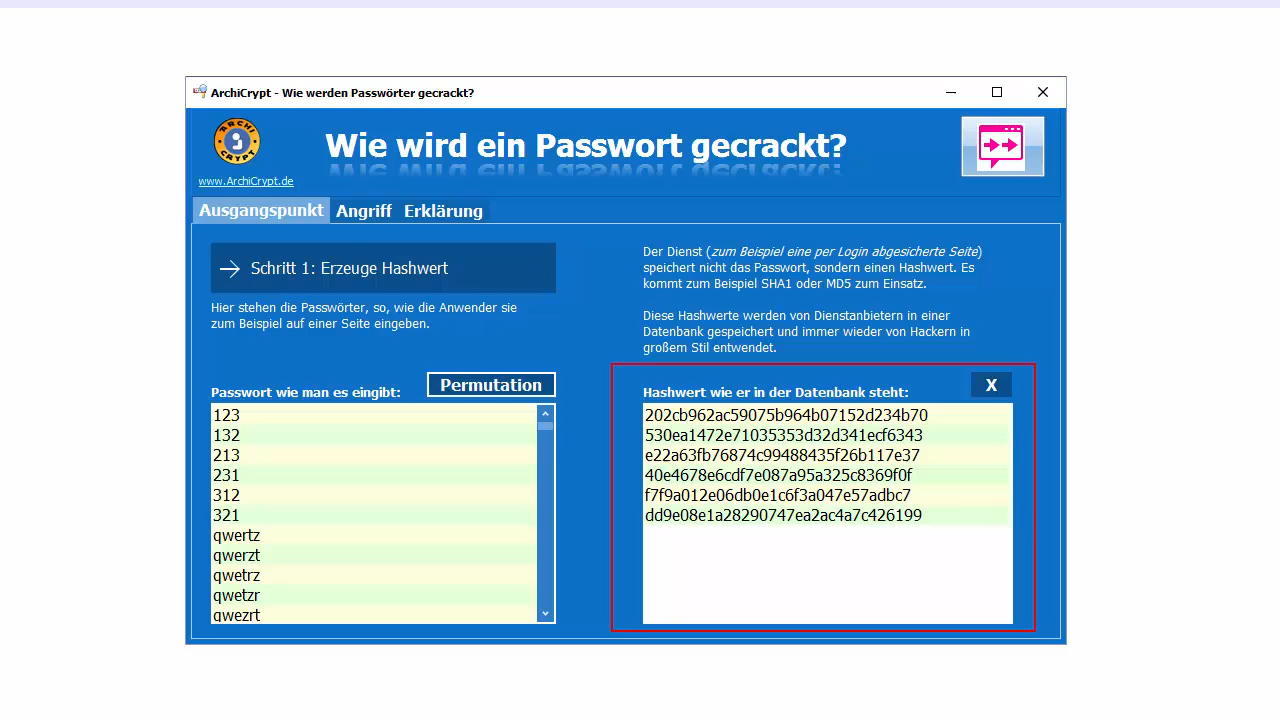 ArchiCrypt - Wie werden Passwörter gecrackt?
ARCHI
CRYPT
Wie wird ein Passwort gecrackt?
www.ArchiCrypt.de
Ausgangspunkt Angriff Erklärung
Schritt 1: Erzeuge Hashwert
Hier stehen die Passwörter, so, wie die Anwender sie
zum Beispiel auf einer Seite eingeben.
Der Dienst (zum Beispiel eine per Login abgesicherte Seite)
speichert nicht das Passwort, sondern einen Hashwert. Es
kommt zum Beispiel SHA1 oder MD5 zum Einsatz.
Diese Hashwerte werden von Dienstanbietern in einer
Datenbank gespeichert und immer wieder von Hackern in
großem Stil entwendet.
Passwort wie man es eingibt:
Permutation
123
132
213
231
312
321
qwertz
qwerzt
qwetrz
qwetzr
qwezrt
Hashwert wie er in der Datenbank steht:
X
202cb962ac59075b964b07152d234b70
530ea1472e71035353d32d341ecf6343
e22a63fb76874c99488435f26b117e37
40e4678e6cdf7e087a95a325c8369f0f
f7f9a012e06db0e1c6f3a047e57adbc7
dd9e08e1a28290747ea2ac4a7c426199